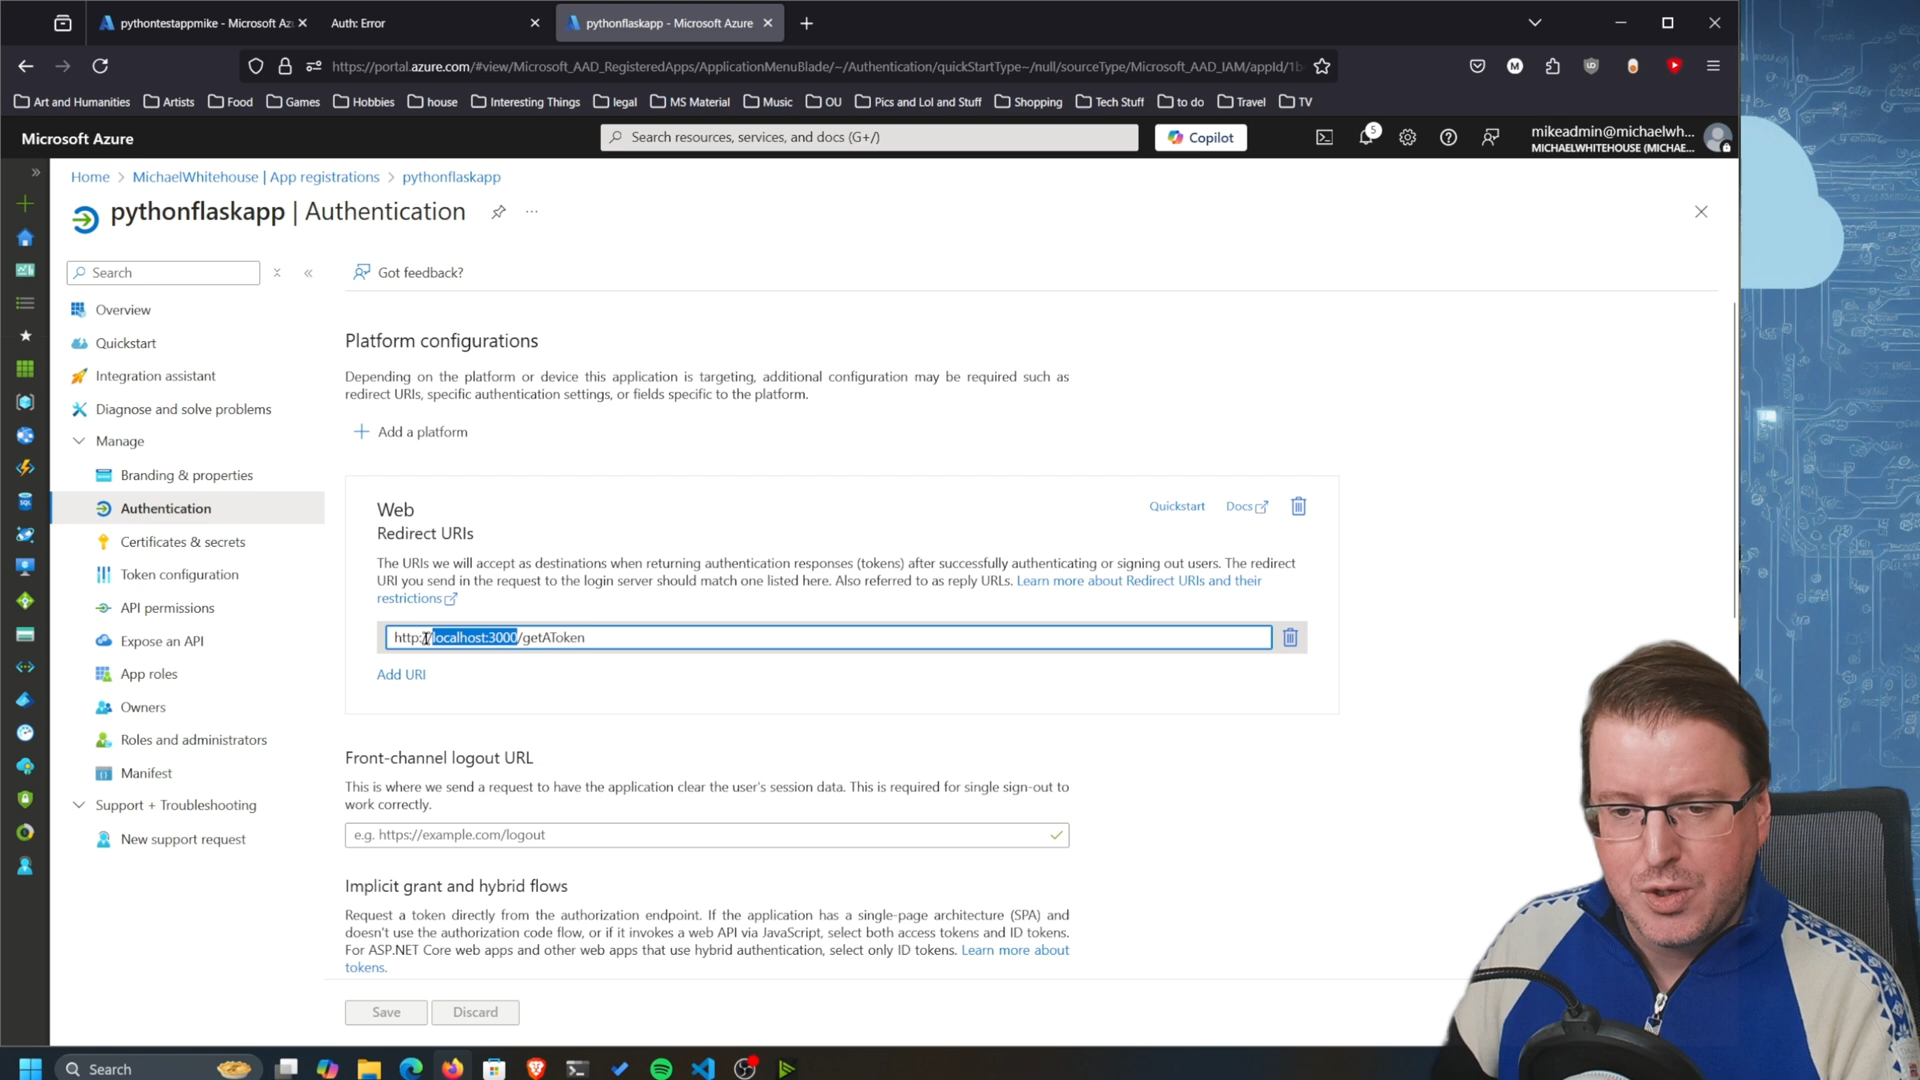 pythontestappmike - Microsoft Az
Auth: Error
pythonflaskapp - Microsoft Azure
https://portal.azure.com/#view/Microsoft_AAD_RegisteredApps/ApplicationMenuBlade/~/Authentication/quickStartType~/null/sourceType/Microsoft_AAD_IAM/appId/1b
Art and Humanities
Artists
Food
Games
Hobbies
house
Interesting Things
legal
MS Material
Music
OU
Pics and Lol and Stuff
Shopping
Tech Stuff
to do
Travel
TV
Microsoft Azure
Search resources, services, and docs (G+/)
Copilot
5
mikeadmin@michaelwh...
MICHAELWHITEHOUSE (MICHAE...
Home > MichaelWhitehouse | App registrations > pythonflaskapp
pythonflaskapp | Authentication
Search
Got feedback?
Overview
Quickstart
Integration assistant
Diagnose and solve problems
Manage
Branding & properties
Authentication
Certificates & secrets
Token configuration
API permissions
Expose an API
App roles
Owners
Roles and administrators
Manifest
Support + Troubleshooting
New support request
Platform configurations
Depending on the platform or device this application is targeting, additional configuration may be required such as
redirect URIs, specific authentication settings, or fields specific to the platform.
Add a platform
Web
Quickstart
Docs
Redirect URIs
The URIs we will accept as destinations when returning authentication responses (tokens) after successfully authenticating or signing out users. The redirect
URI you send in the request to the login server should match one listed here. Also referred to as reply URLs. Learn more about Redirect URIs and their
restrictions
http://localhost:3000/getAToken
Add URI
Front-channel logout URL
This is where we send a request to have the application clear the user's session data. This is required for single sign-out to
work correctly.
e.g. https://example.com/logout
Implicit grant and hybrid flows
Request a token directly from the authorization endpoint. If the application has a single-page architecture (SPA) and
doesn't use the authorization code flow, or if it invokes a web API via JavaScript, select both access tokens and ID tokens.
For ASP.NET Core web apps and other web apps that use hybrid authentication, select only ID tokens. Learn more about
tokens.
Save
Discard
Search